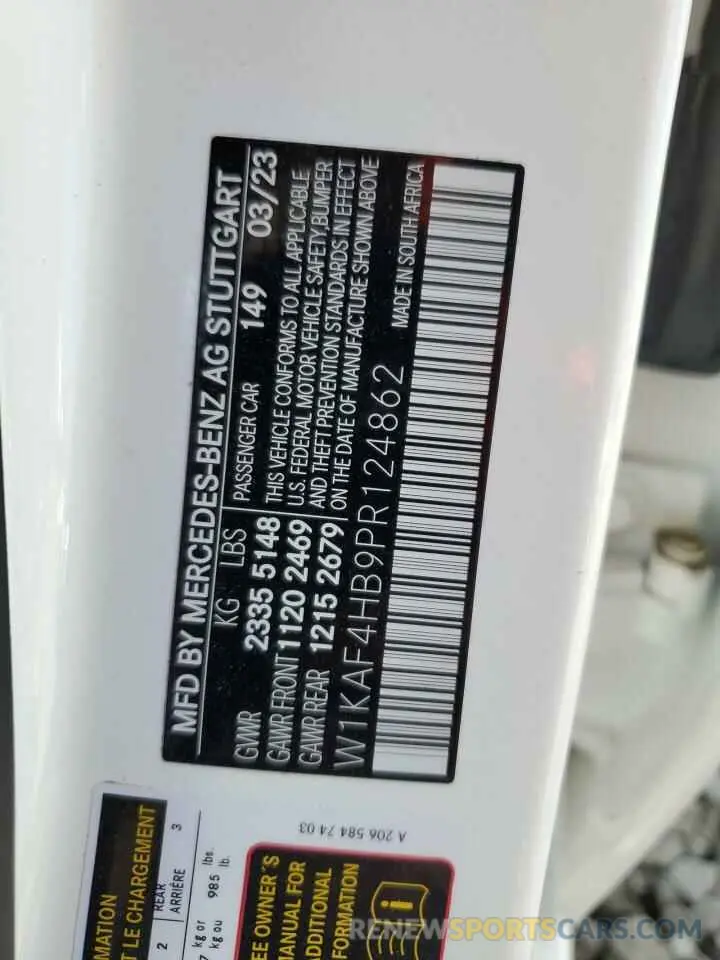 MFD BY MERCEDES-BENZ AG STUTTGART
KG LBS
GVWR 2335 5148
GAWR FRONT 1120 2469
GAWR REAR 1215 2679
PASSENGER CAR 149 03/23
THIS VEHICLE CONFORMS TO ALL APPLICABLE
U.S. FEDERAL MOTOR VEHICLE SAFETY, BUMPER
AND THEFT PREVENTION STANDARDS IN EFFECT
ON THE DATE OF MANUFACTURE SHOWN ABOVE
W1KAF4HB9PR124862
MADE IN SOUTH AFRICA
A 206 584 74 03
MATION
T LE CHARGEMENT
2 REAR 3
ARRIÈRE
7 kg or 985 lbs.
kg ou lb.
EE OWNER'S
MANUAL FOR
ADDITIONAL
FORMATION
RENEWSPORTSCARS.COM